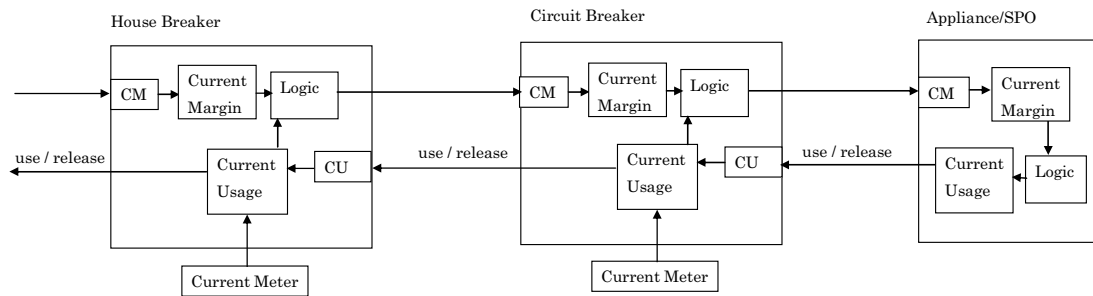 House Breaker
CM
Current
Margin
Logic
use / release
Current
Usage
CU
Current Meter
Circuit Breaker
CM
Current
Margin
Logic
use / release
Current
Usage
CU
Current Meter
Appliance/SPO
CM
Current
Margin
use / release
Current
Usage
Logic